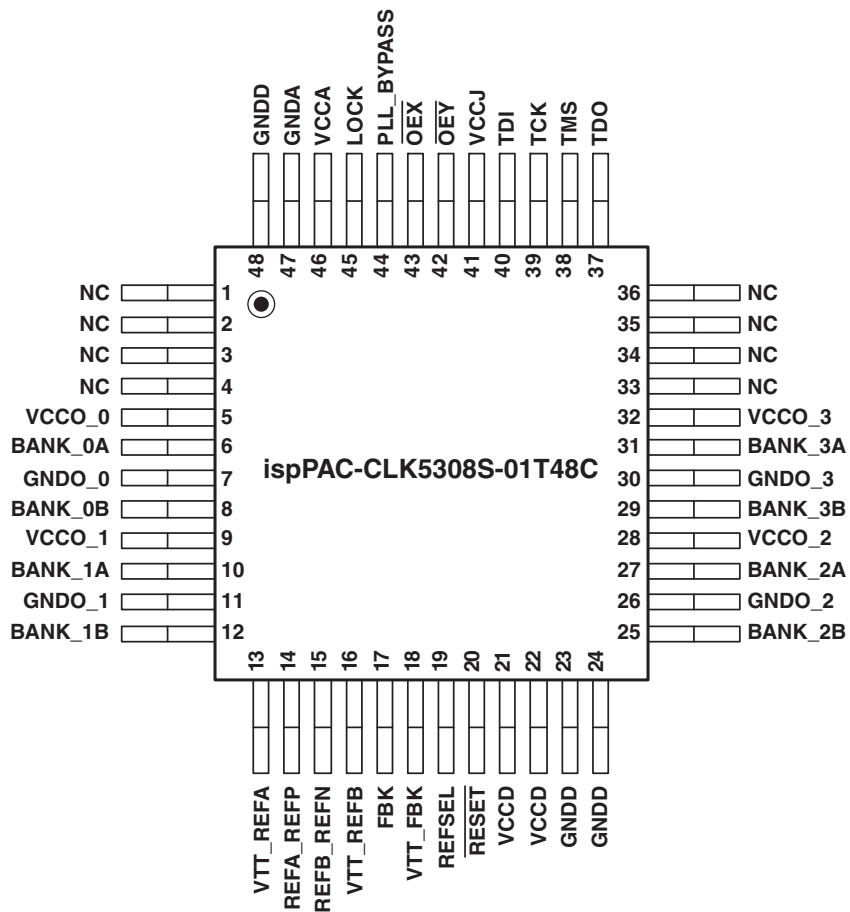 GNDD
GNDA
VCCA
LOCK
PLL_BYPASS
OEX
OEY
VCCJ
TDI
TCK
TMS
TDO
48
47
46
45
44
43
42
41
40
39
38
37
NC 1
NC 2
NC 3
NC 4
VCCO_0 5
BANK_0A 6
GNDO_0 7
BANK_0B 8
VCCO_1 9
BANK_1A 10
GNDO_1 11
BANK_1B 12
ispPAC-CLK5308S-01T48C
36 NC
35 NC
34 NC
33 NC
32 VCCO_3
31 BANK_3A
30 GNDO_3
29 BANK_3B
28 VCCO_2
27 BANK_2A
26 GNDO_2
25 BANK_2B
13
14
15
16
17
18
19
20
21
22
23
24
VTT_REFA
REFA_REFP
REFB_REFN
VTT_REFB
FBK
VTT_FBK
REFSEL
RESET
VCCD
VCCD
GNDD
GNDD